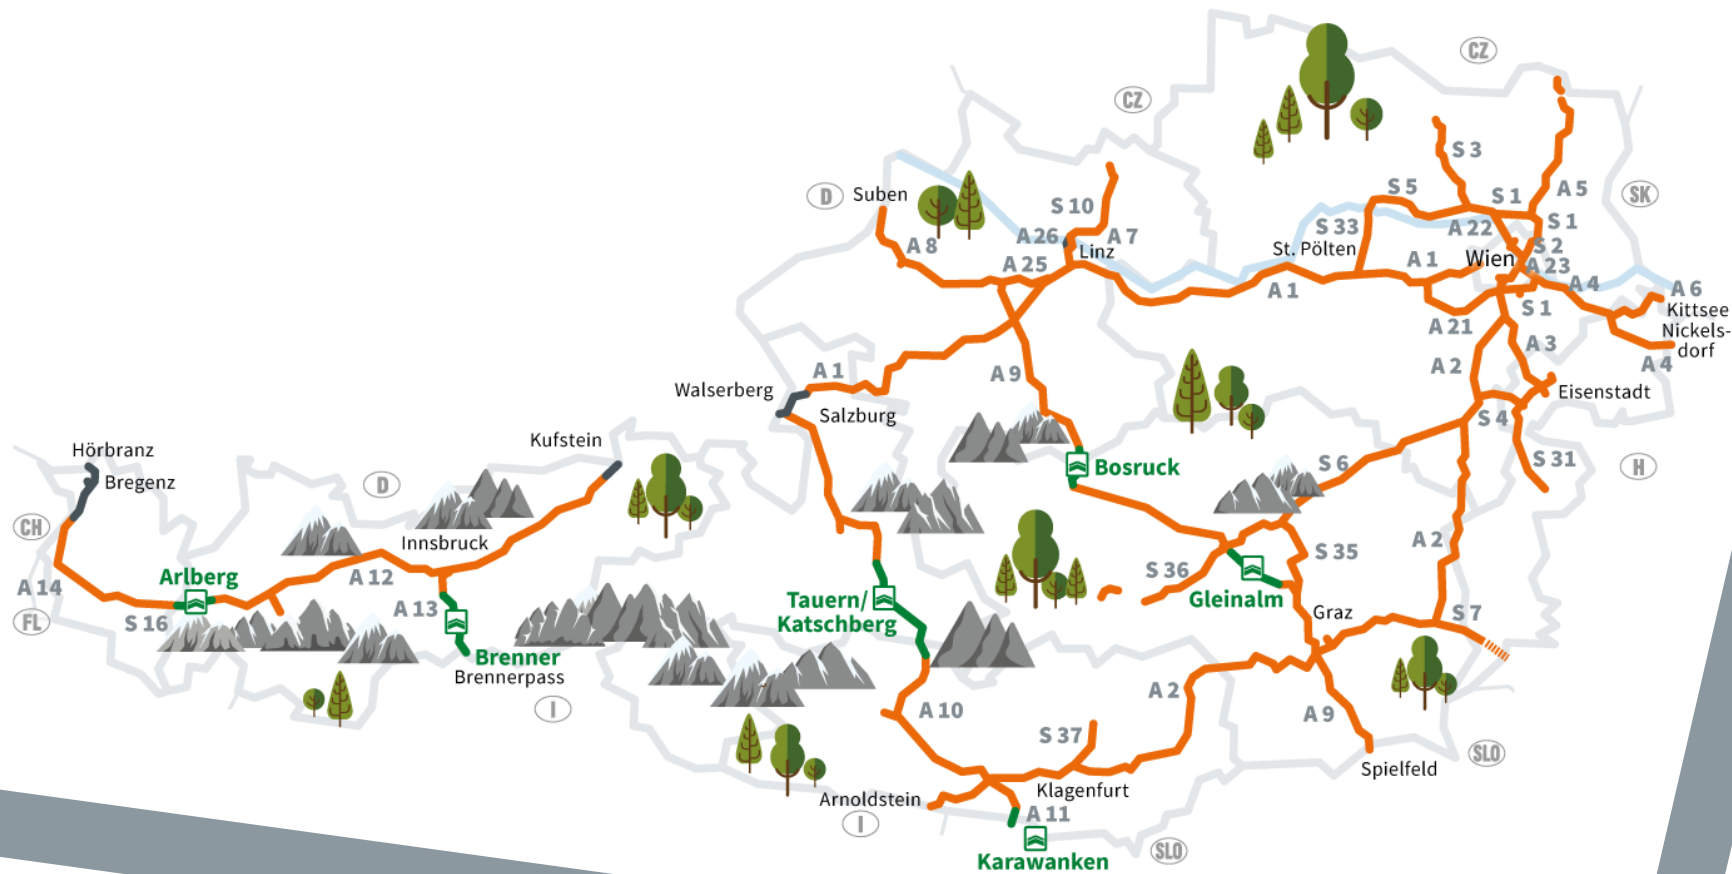 CZ
CZ
S 3
S 5
S 1
A 5
SK
D
Suben
S 10
A 26
A 7
Linz
A 8
A 25
S 33
St. Pölten
A 22
S 1
S 2
Wien
A 23
A 1
A 1
A 4
A 6
Kittsee
Nickels-
dorf
A 4
S 1
A 21
A 3
A 2
Eisenstadt
S 4
A 9
A 1
Walserberg
Salzburg
Kufstein
Hörbranz
Bregenz
D
CH
Innsbruck
Bosruck
S 6
S 31
H
A 14
Arlberg
A 12
FL
S 16
A 13
Brenner
Brennerpass
I
Tauern/
Katschberg
S 36
S 35
A 2
Gleinalm
Graz
S 7
A 2
A 9
A 10
S 37
Spielfeld
SLO
Klagenfurt
Arnoldstein
I
A 11
Karawanken
SLO